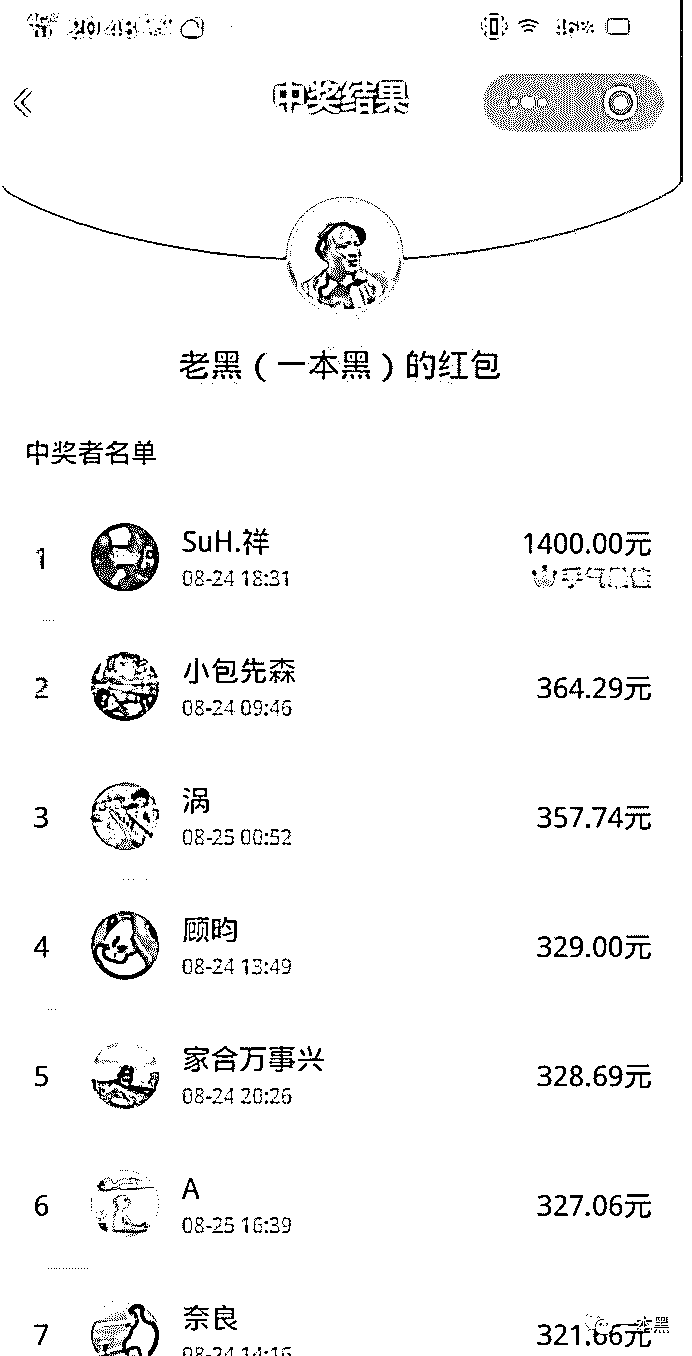 20:48
中奖结果
老黑（一本黑）的红包
中奖者名单
1
SuH.祥
1400.00元
08-24 18:31
手气最佳
2
小包先森
364.29元
08-24 09:46
3
涡
357.74元
08-25 00:52
4
顾昀
329.00元
08-24 13:49
5
家合万事兴
328.69元
08-24 20:26
6
A
327.06元
08-25 16:39
7
奈良
321.66元
08-24 14:16
一本黑